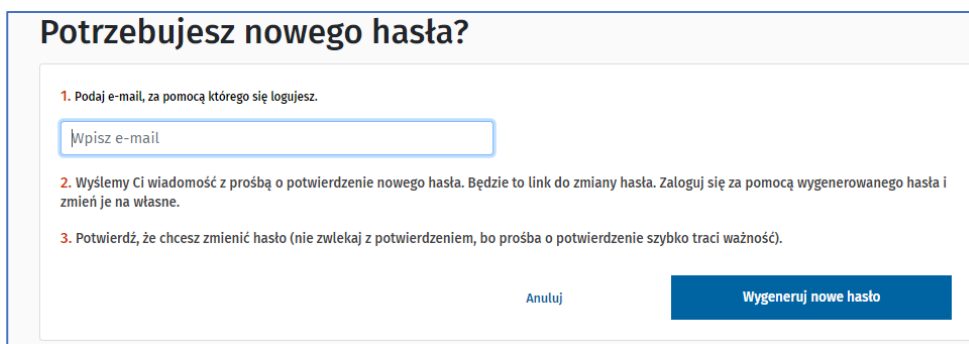 Potrzebujesz nowego hasła?
1. Podaj e-mail, za pomocą którego się logujesz.
Wpisz e-mail
2. Wyślemy Ci wiadomość z prośbą o potwierdzenie nowego hasła. Będzie to link do zmiany hasła. Zaloguj się za pomocą wygenerowanego hasła i
zmień je na własne.
3. Potwierdź, że chcesz zmienić hasło (nie zwlekaj z potwierdzeniem, bo prośba o potwierdzenie szybko traci ważność).
Anuluj
Wygeneruj nowe hasło